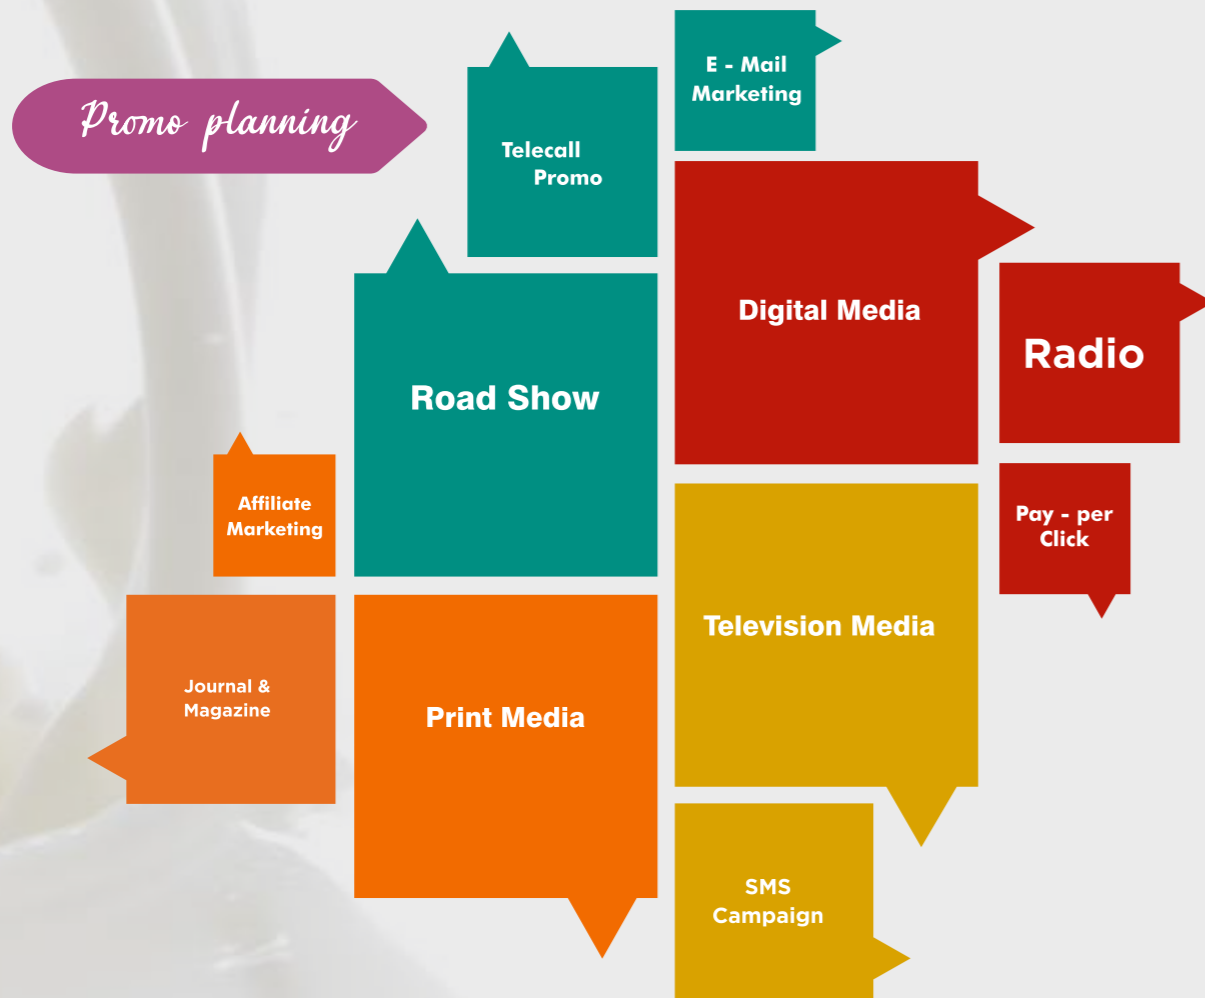 Promo planning
E - Mail
Marketing
Telecall
Promo
Digital Media
Radio
Road Show
Affiliate
Marketing
Pay - per
Click
Television Media
Journal &
Magazine
Print Media
SMS
Campaign